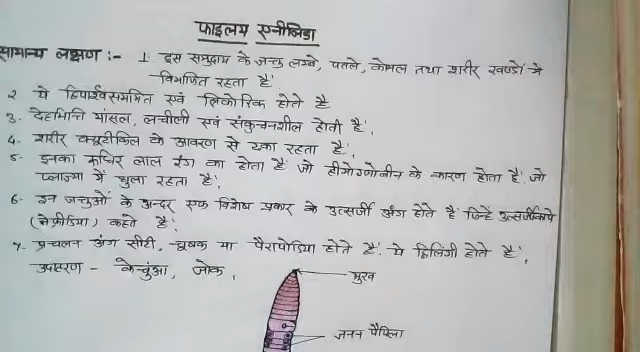 फाइलम एनीलिडा
सामान्य लक्षण :- 1. इस समुदाय के जन्तु लम्बे, पतले, कोमल तथा शरीर खण्डों में
विभाजित रहता है
2 ये द्विपार्श्वसममित एवं त्रिकोरिक होते है
3. देहभित्ति मांसल, लचीली एवं संकुचनशील होती है,
4. शरीर क्यूटीकिल के आवरण से ढका रहता है,
5. इनका रूधिर लाल रंग का होता है जो हीमोग्लोबीन के कारण होता है, जो
प्लाज्मा में घुला रहता है,
6. इन जन्तुओं के अन्दर एक विशेष प्रकार के उत्सर्जी अंग होते है जिन्हें उत्सर्जिकाये
(नेफ्रीडिया) कहते है,
7. प्रचलन अंग सीटी, चूषक या पैरापोडिया होते है, ये द्विलिंगी होते है,
उदाहरण - केंचुआ, जोक,
मुख
जनन पैपिला